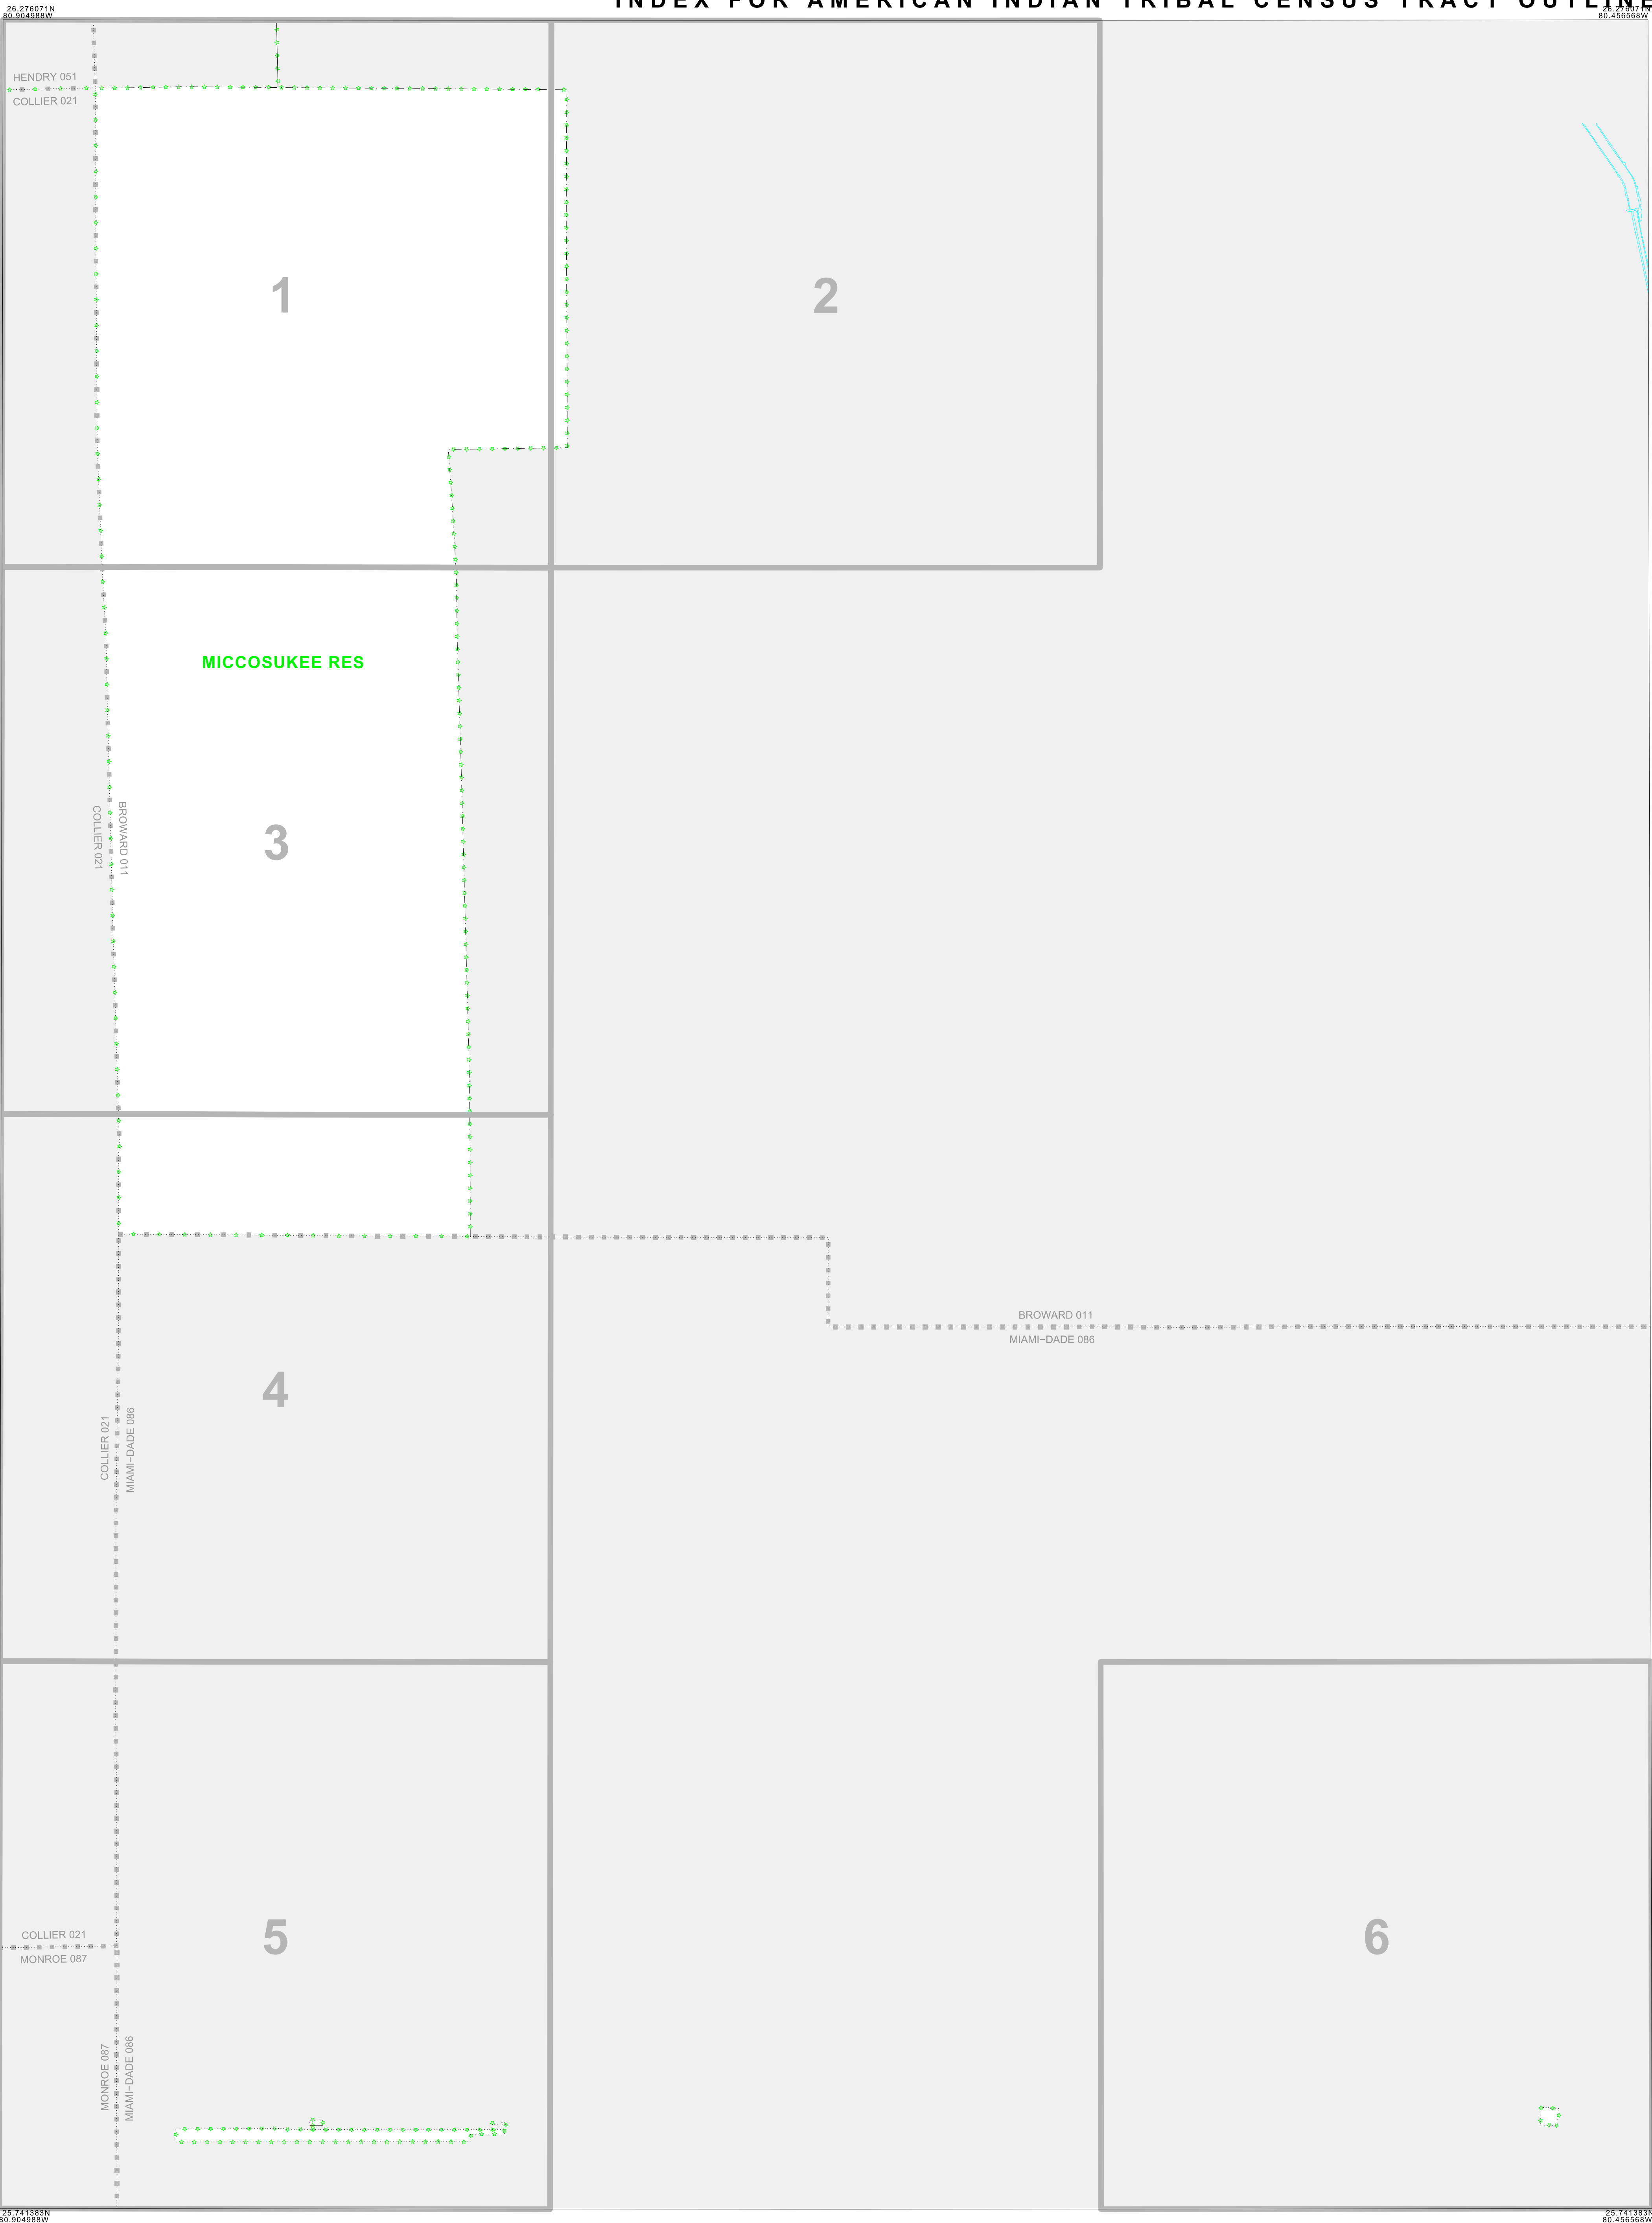 INDEX FOR AMERICAN INDIAN TRIBAL CENSUS TRACT OUTLINE
26.276071N
80.904988W
26.276071N
80.456568W
HENDRY 051
COLLIER 021
1
2
MICCOSUKEE RES
COLLIER 021
BROWARD 011
3
BROWARD 011
MIAMI-DADE 086
4
COLLIER 021
MIAMI-DADE 086
5
6
COLLIER 021
MONROE 087
MONROE 087
MIAMI-DADE 086
25.741383N
80.904988W
25.741383N
80.456568W